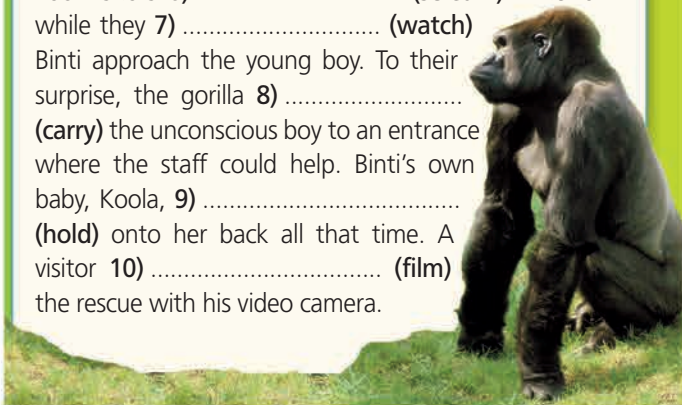 while they 7) .................................. (watch)
Binti approach the young boy. To their
surprise, the gorilla 8) ..............................
(carry) the unconscious boy to an entrance
where the staff could help. Binti's own
baby, Koola, 9) ..........................................
(hold) onto her back all that time. A
visitor 10) ...................................... (film)
the rescue with his video camera.